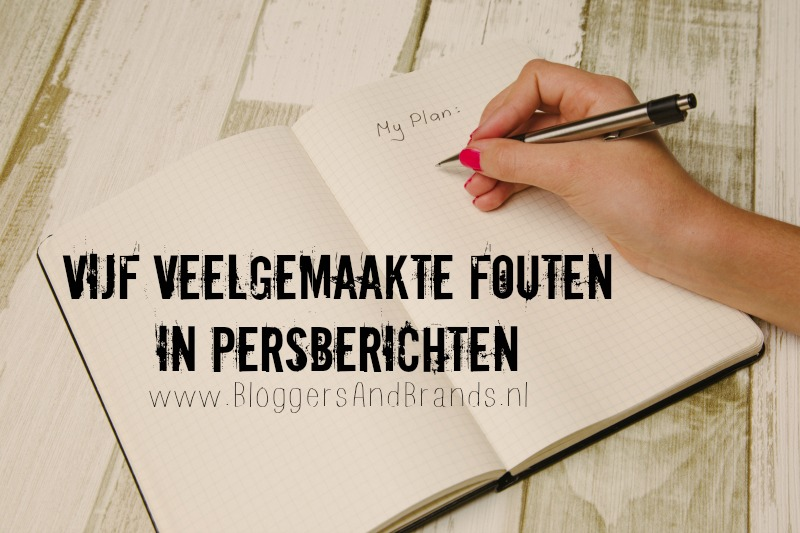 My Plan:
VIJF VEELGEMAAKTE FOUTEN
IN PERSBERICHTEN
www.BloggersAndBrands.nl